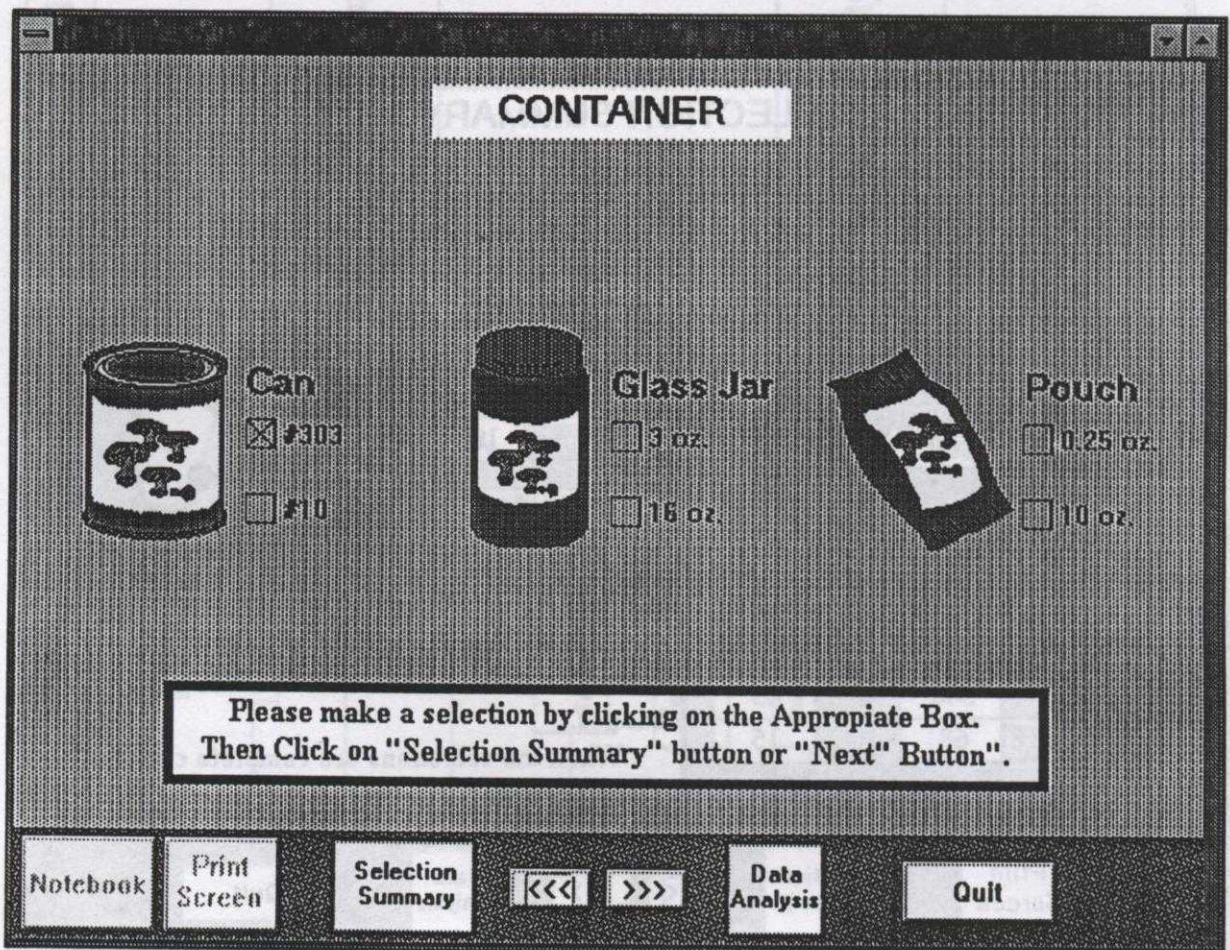 CONTAINER
Can
#303
#10
Glass Jar
3 oz.
16 oz.
Pouch
0.25 oz.
10 oz.
Please make a selection by clicking on the Appropiate Box.
Then Click on "Selection Summary" button or "Next" Button".
Notebook
Print
Screen
Selection
Summary
|<<<|
>>>
Data
Analysis
Quit